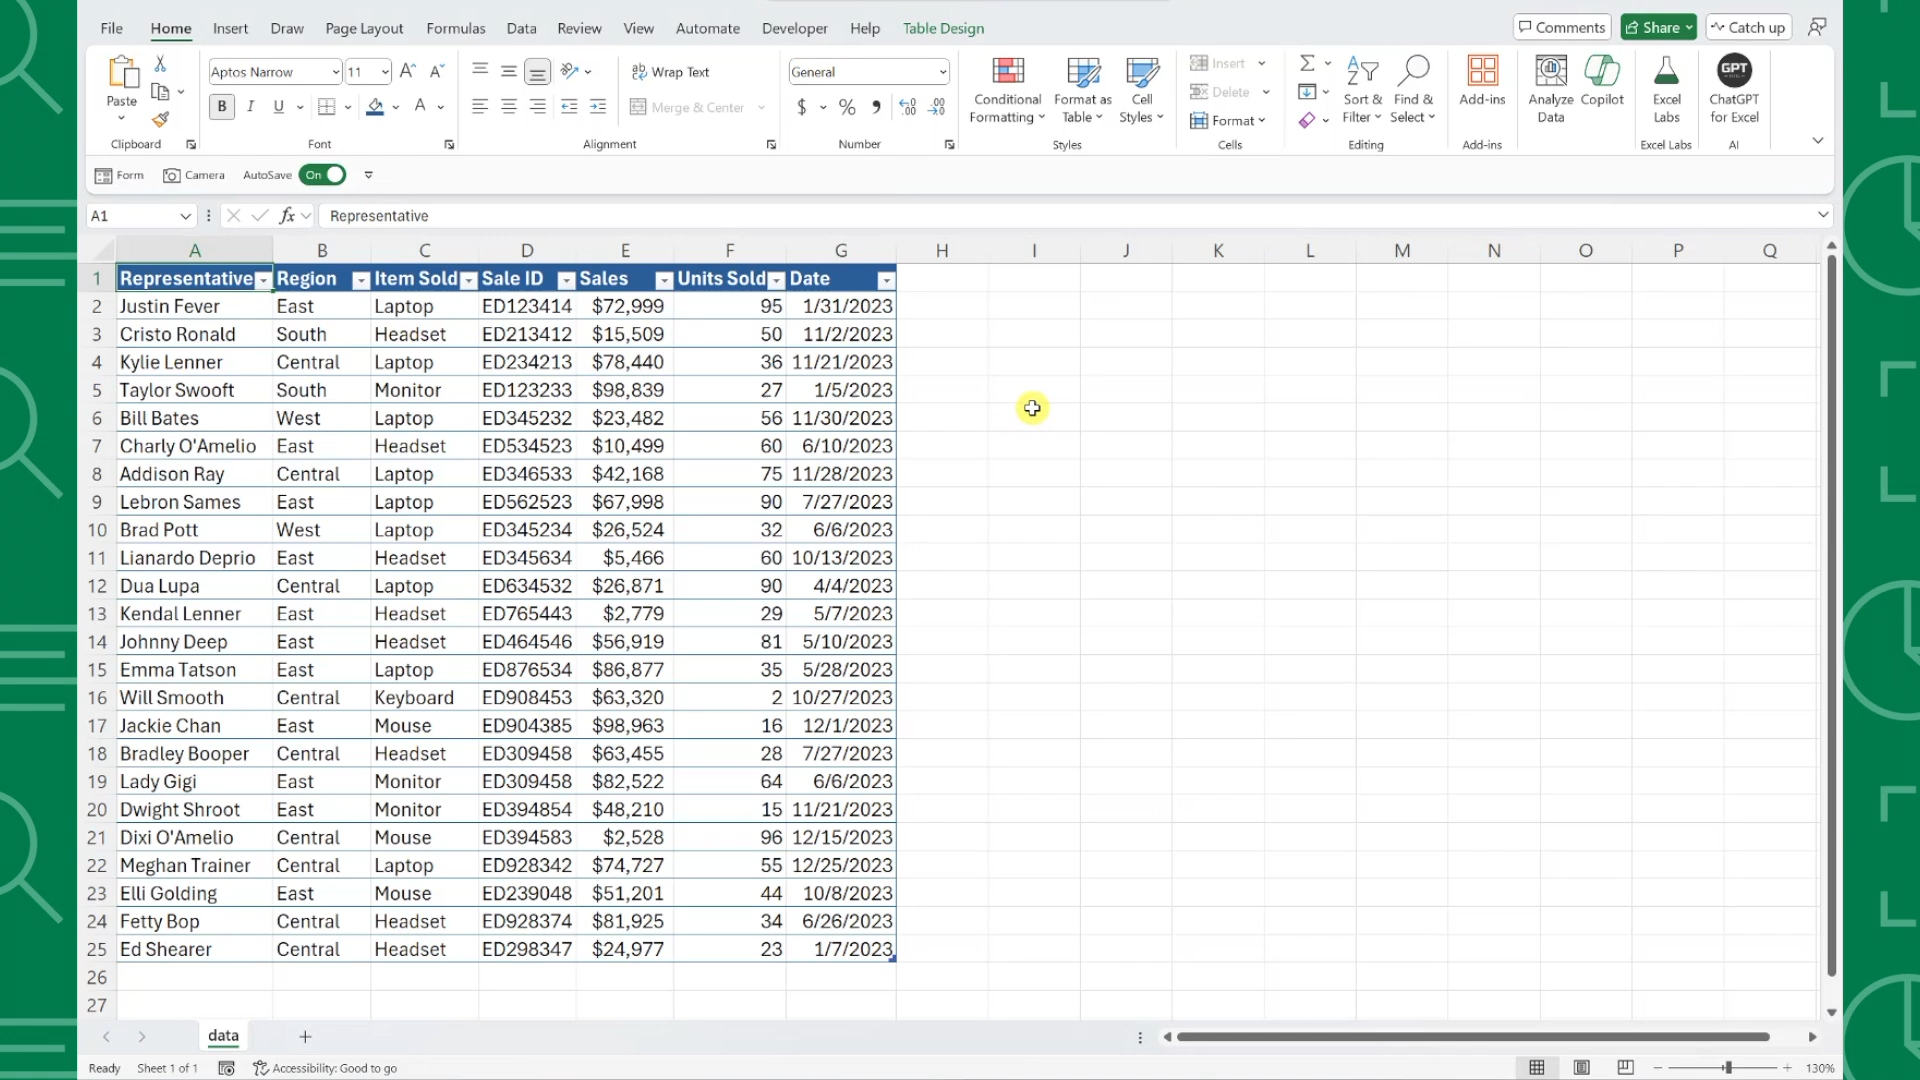 File Home Insert Draw Page Layout Formulas Data Review View Automate Developer Help Table Design Comments Share Catch up
Aptos Narrow 11 A A Wrap Text General Insert
Paste B I U A Merge & Center $ % , Conditional Formatting Format as Table Cell Styles Delete Format Sort & Filter Find & Select Add-ins Analyze Data Copilot Excel Labs GPT ChatGPT for Excel
Clipboard Font Alignment Number Styles Cells Editing Add-ins Excel Labs AI
Form Camera AutoSave On
A1 fx Representative
A B C D E F G H I J K L M N O P Q
1 Representative Region Item Sold Sale ID Sales Units Sold Date
2 Justin Fever East Laptop ED123414 $72,999 95 1/31/2023
3 Cristo Ronald South Headset ED213412 $15,509 50 11/2/2023
4 Kylie Lenner Central Laptop ED234213 $78,440 36 11/21/2023
5 Taylor Swooft South Monitor ED123233 $98,839 27 1/5/2023
6 Bill Bates West Laptop ED345232 $23,482 56 11/30/2023
7 Charly O'Amelio East Headset ED534523 $10,499 60 6/10/2023
8 Addison Ray Central Laptop ED346533 $42,168 75 11/28/2023
9 Lebron Sames East Laptop ED562523 $67,998 90 7/27/2023
10 Brad Pott West Laptop ED345234 $26,524 32 6/6/2023
11 Lianardo Deprio East Headset ED345634 $5,466 60 10/13/2023
12 Dua Lupa Central Laptop ED634532 $26,871 90 4/4/2023
13 Kendal Lenner East Headset ED765443 $2,779 29 5/7/2023
14 Johnny Deep East Headset ED464546 $56,919 81 5/10/2023
15 Emma Tatson East Laptop ED876534 $86,877 35 5/28/2023
16 Will Smooth Central Keyboard ED908453 $63,320 2 10/27/2023
17 Jackie Chan East Mouse ED904385 $98,963 16 12/1/2023
18 Bradley Booper Central Headset ED309458 $63,455 28 7/27/2023
19 Lady Gigi East Monitor ED309458 $82,522 64 6/6/2023
20 Dwight Shroot East Monitor ED394854 $48,210 15 11/21/2023
21 Dixi O'Amelio Central Mouse ED394583 $2,528 96 12/15/2023
22 Meghan Trainer Central Laptop ED928342 $74,727 55 12/25/2023
23 Elli Golding East Mouse ED239048 $51,201 44 10/8/2023
24 Fetty Bop Central Headset ED928374 $81,925 34 6/26/2023
25 Ed Shearer Central Headset ED298347 $24,977 23 1/7/2023
26
27
data
Ready Sheet 1 of 1 Accessibility: Good to go 130%